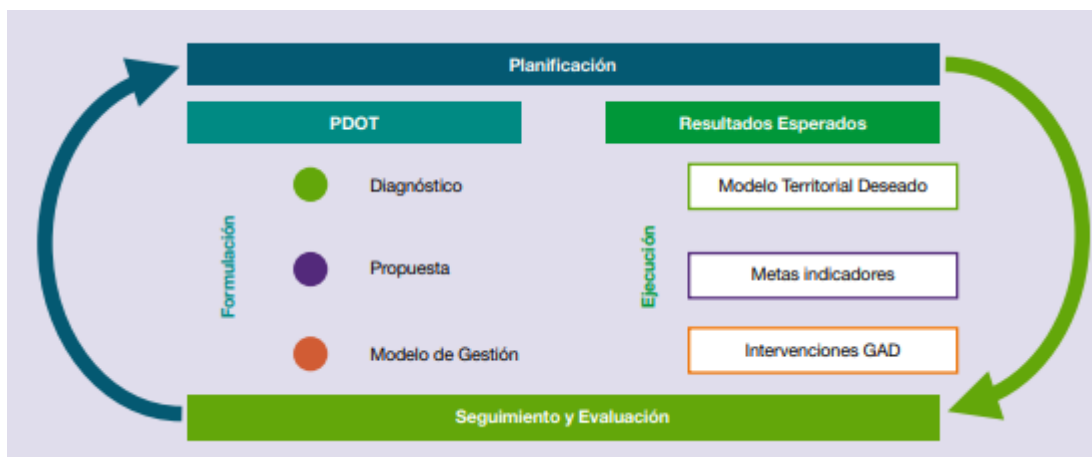 Planificación
PDOT
Resultados Esperados
Formulación
Diagnóstico
Propuesta
Modelo de Gestión
Ejecución
Modelo Territorial Deseado
Metas indicadores
Intervenciones GAD
Seguimiento y Evaluación